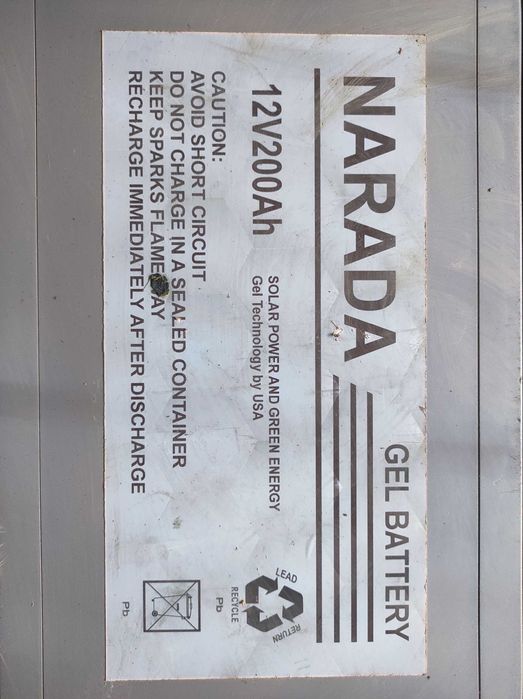 NARADA
GEL BATTERY
12V200Ah
SOLAR POWER AND GREEN ENERGY
Gel Technology by USA
CAUTION:
AVOID SHORT CIRCUIT
DO NOT CHARGE IN A SEALED CONTAINER
KEEP SPARKS FLAME AY
RECHARGE IMMEDIATELY AFTER DISCHARGE
LEAD
RETURN
RECYCLE
Pb
Pb